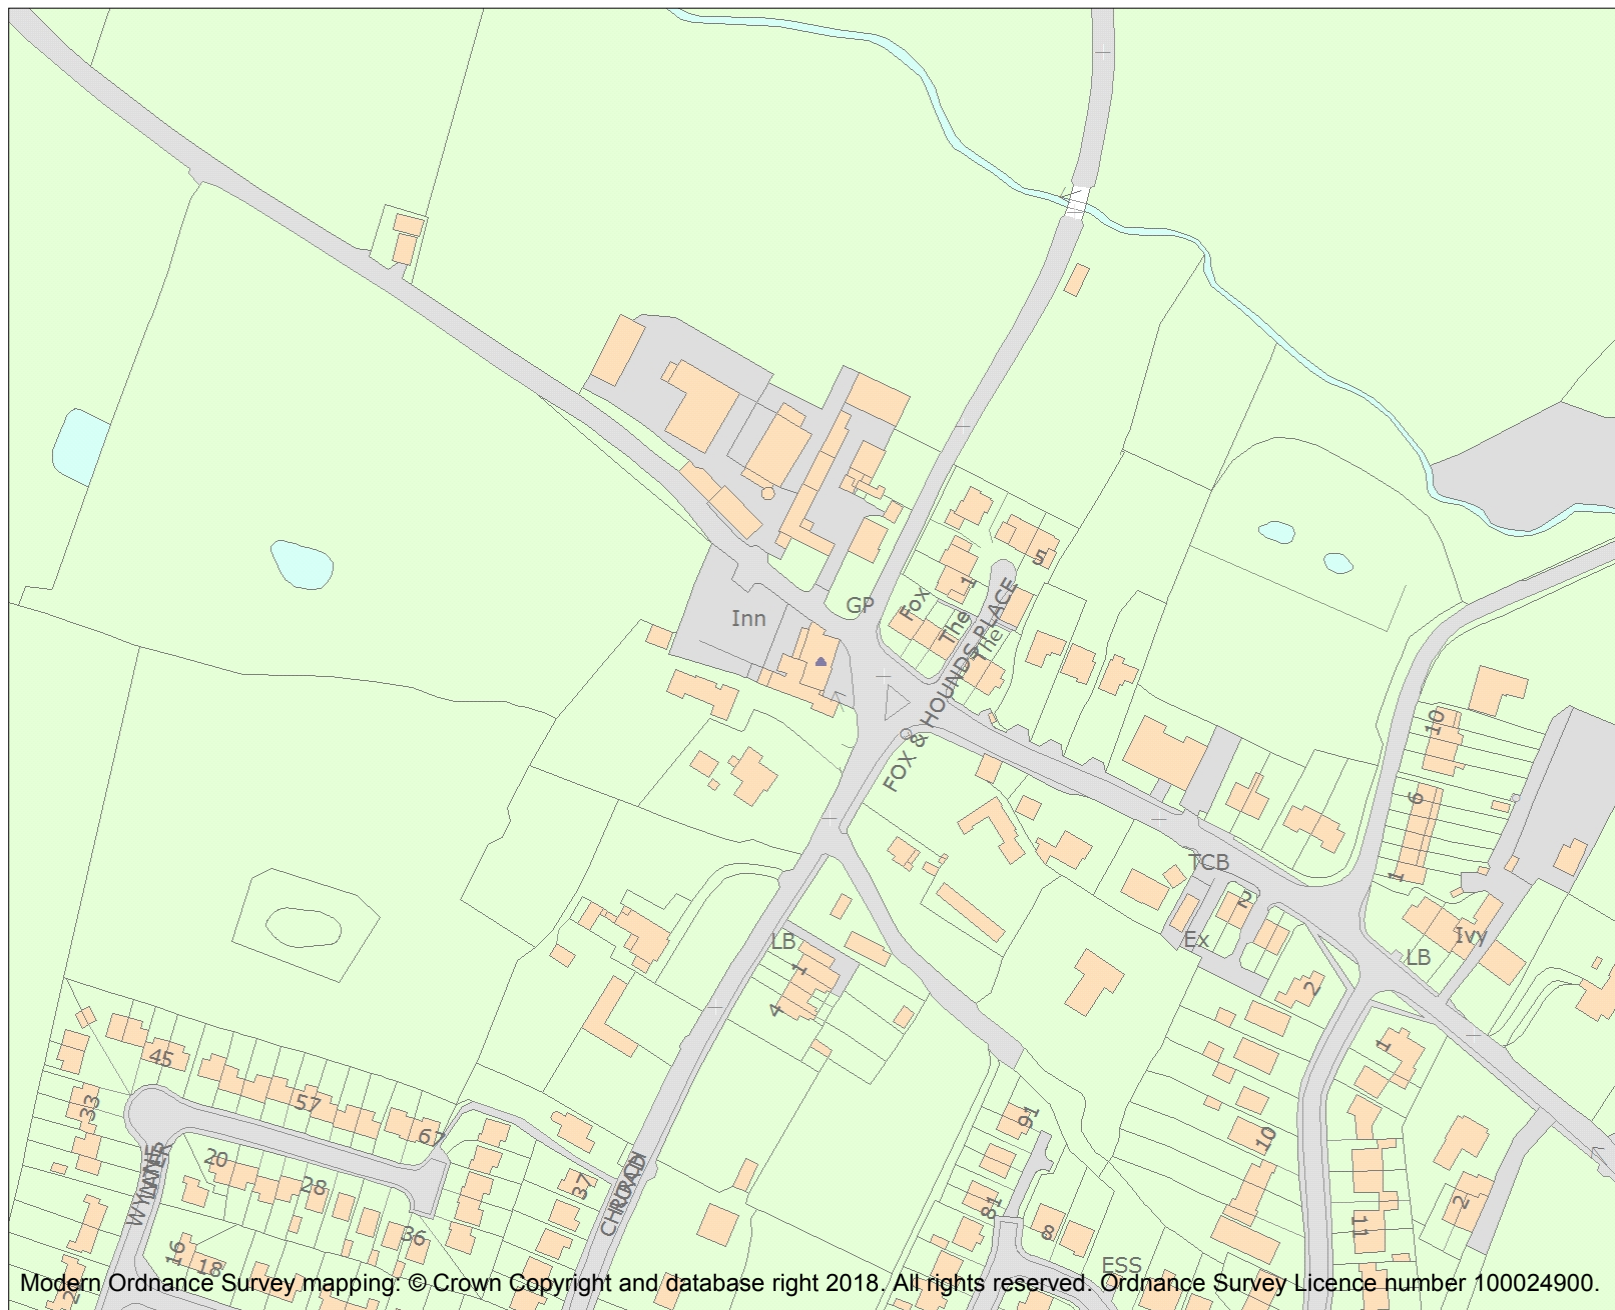 Inn
GP
Fox
1
5
The
The
FOX & HOUNDS PLACE
10
6
1
TCB
2
Ex
Ivy
LB
LB
1
4
2
1
45
57
67
33
20
28
36
37
16
18
CHURCH
91
81
8
10
11
2
ESS
Modern Ordnance Survey mapping: © Crown Copyright and database right 2018. All rights reserved. Ordnance Survey Licence number 100024900.